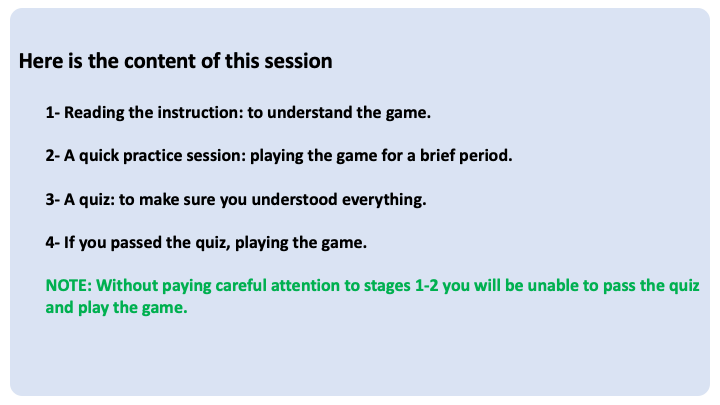 Here is the content of this session
1- Reading the instruction: to understand the game.
2- A quick practice session: playing the game for a brief period.
3- A quiz: to make sure you understood everything.
4- If you passed the quiz, playing the game.
NOTE: Without paying careful attention to stages 1-2 you will be unable to pass the quiz
and play the game.